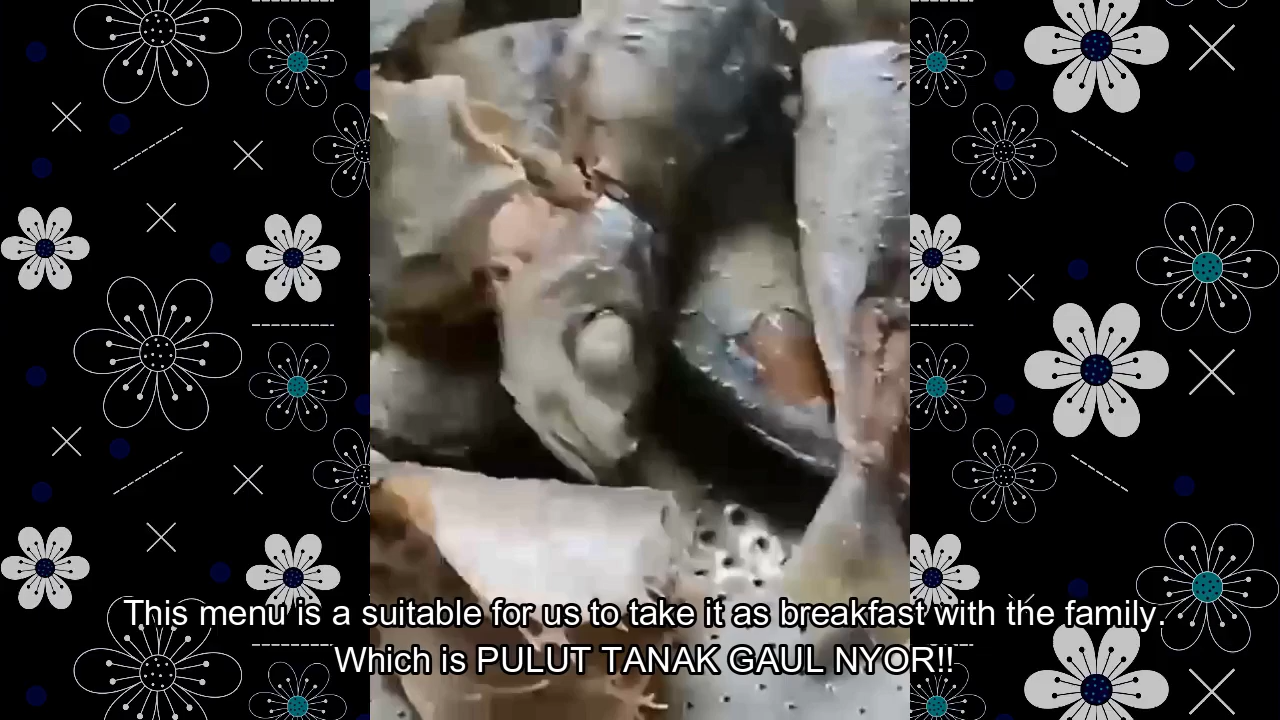 This menu is a suitable for us to take it as breakfast with the family.
Which is PULUT TANAK GAUL NYOR!!